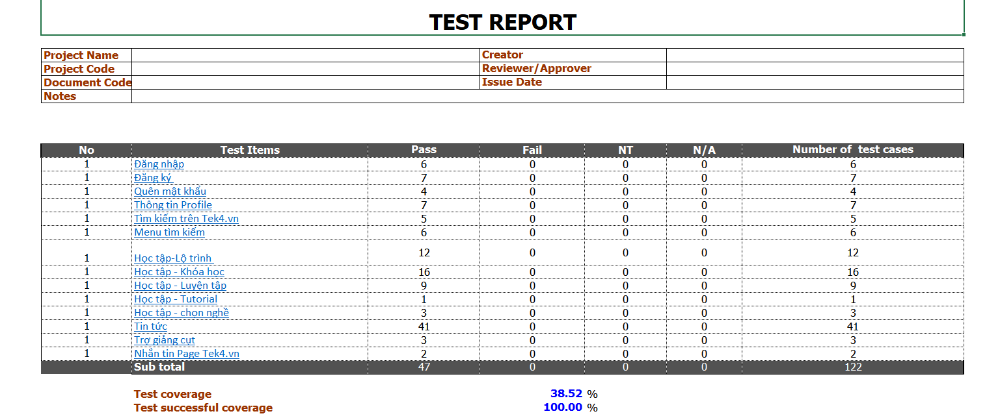 TEST REPORT
Project Name Creator
Project Code Reviewer/Approver
Document Code Issue Date
Notes
No Test Items Pass Fail NT N/A Number of test cases
1 Đăng nhập 6 0 0 0 6
1 Đăng ký 7 0 0 0 7
1 Quên mật khẩu 4 0 0 0 4
1 Thông tin Profile 7 0 0 0 7
1 Tìm kiếm trên Tek4.vn 5 0 0 0 5
1 Menu tìm kiếm 6 0 0 0 6
1 Học tập-Lộ trình 12 0 0 0 12
1 Học tập - Khóa học 16 0 0 0 16
1 Học tập - Luyện tập 9 0 0 0 9
1 Học tập - Tutorial 1 0 0 0 1
1 Học tập - chọn nghề 3 0 0 0 3
1 Tin tức 41 0 0 0 41
1 Trợ giảng cụt 3 0 0 0 3
1 Nhắn tin Page Tek4.vn 2 0 0 0 2
Sub total 47 0 0 0 122
Test coverage 38.52 %
Test successful coverage 100.00 %